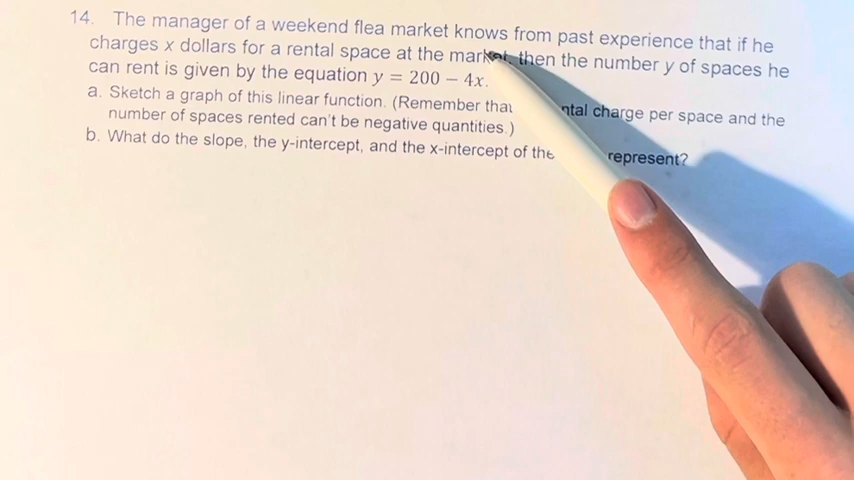 14. The manager of a weekend flea market knows from past experience that if he
charges x dollars for a rental space at the market, then the number y of spaces he
can rent is given by the equation y = 200 − 4x.
a. Sketch a graph of this linear function. (Remember that charge per space and the
number of spaces rented can't be negative quantities.)
b. What do the slope, the y-intercept, and the x-intercept of the represent?